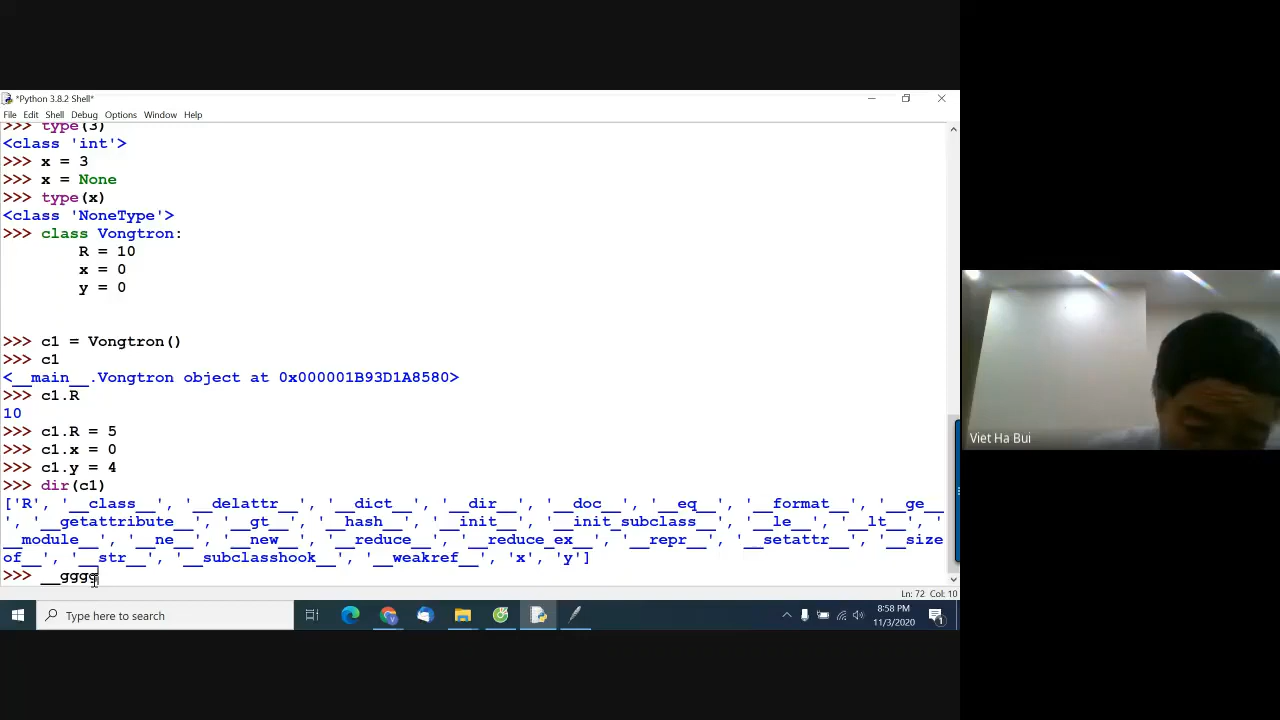 *Python 3.8.2 Shell*
File Edit Shell Debug Options Window Help
>>> type(3)
<class 'int'>
>>> x = 3
>>> x = None
>>> type(x)
<class 'NoneType'>
>>> class Vongtron:
R = 10
x = 0
y = 0
>>> c1 = Vongtron()
>>> c1
<__main__.Vongtron object at 0x000001B93D1A8580>
>>> c1.R
10
>>> c1.R = 5
>>> c1.x = 0
>>> c1.y = 4
>>> dir(c1)
['R', '__class__', '__delattr__', '__dict__', '__dir__', '__doc__', '__eq__', '__format__', '__ge__
', '__getattribute__', '__gt__', '__hash__', '__init__', '__init_subclass__', '__le__', '__lt__', '
__module__', '__ne__', '__new__', '__reduce__', '__reduce_ex__', '__repr__', '__setattr__', '__size
of__', '__str__', '__subclasshook__', '__weakref__', 'x', 'y']
>>> __gggg
Ln: 72 Col: 10
Type here to search
8:58 PM
11/3/2020
1
Viet Ha Bui